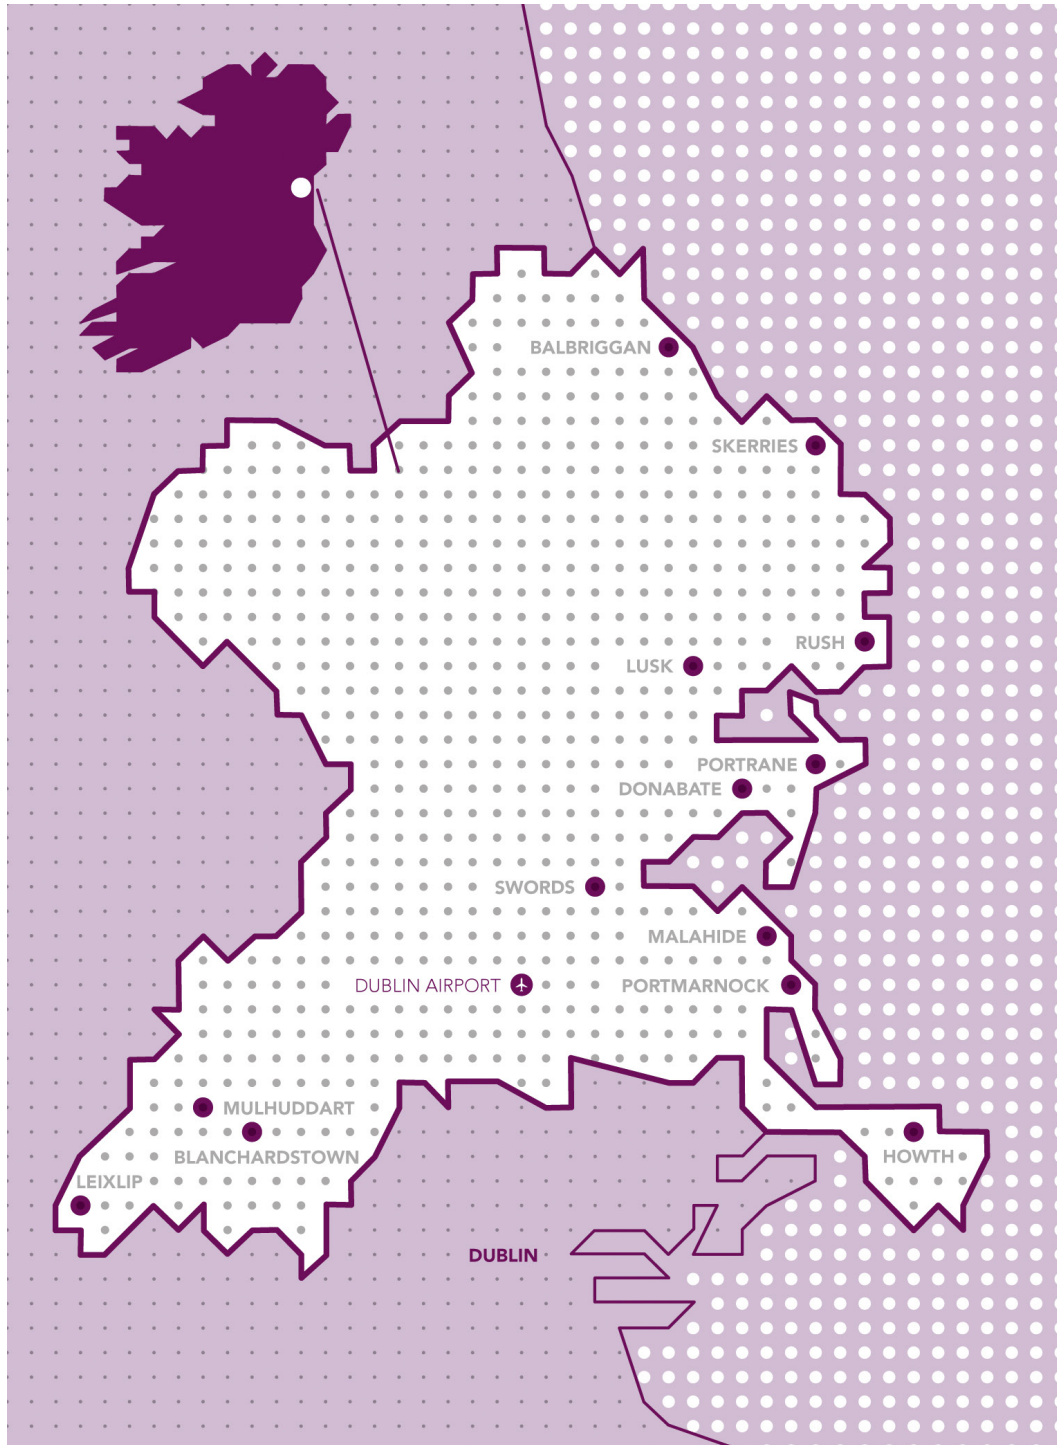 BALBRIGGAN
SKERRIES
RUSH
LUSK
PORTRANE
DONABATE
SWORDS
MALAHIDE
DUBLIN AIRPORT
PORTMARNOCK
MULHUDDART
BLANCHARDSTOWN
HOWTH
LEIXLIP
DUBLIN